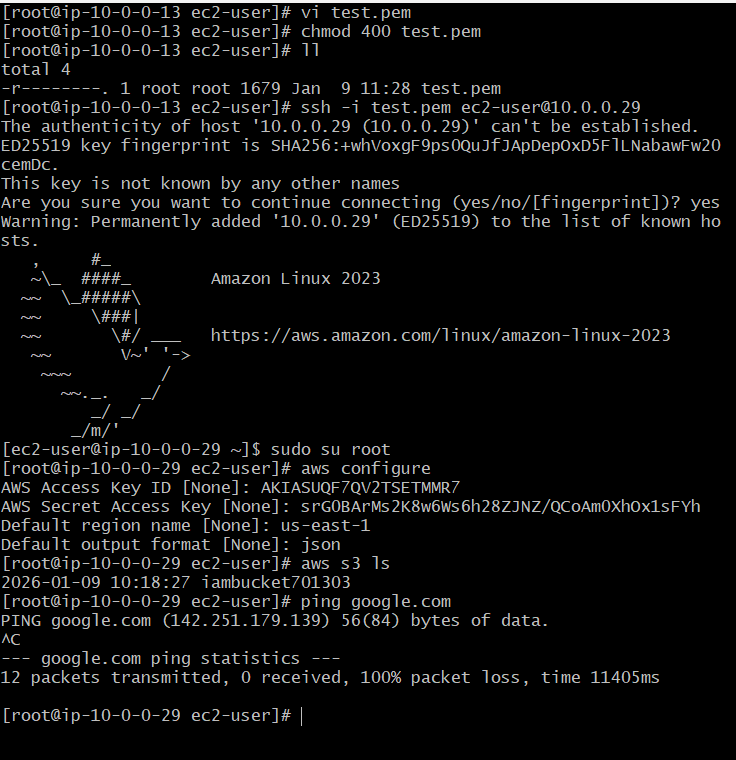 [root@ip-10-0-0-13 ec2-user]# vi test.pem
[root@ip-10-0-0-13 ec2-user]# chmod 400 test.pem
[root@ip-10-0-0-13 ec2-user]# ll
total 4
-r--------. 1 root root 1679 Jan  9 11:28 test.pem
[root@ip-10-0-0-13 ec2-user]# ssh -i test.pem ec2-user@10.0.0.29
The authenticity of host '10.0.0.29 (10.0.0.29)' can't be established.
ED25519 key fingerprint is SHA256:+whVoxgF9ps0QuJfJApDepOxD5FlLNabawFw2O
cemDc.
This key is not known by any other names
Are you sure you want to continue connecting (yes/no/[fingerprint])? yes
Warning: Permanently added '10.0.0.29' (ED25519) to the list of known ho
sts.
   ,     #_
   ~\_  ####_        Amazon Linux 2023
  ~~  \_#####\
  ~~     \###|
  ~~       \#/ ___   https://aws.amazon.com/linux/amazon-linux-2023
   ~~       V~' '->
    ~~~         /
      ~~._.   _/
         _/ _/
       _/m/'
[ec2-user@ip-10-0-0-29 ~]$ sudo su root
[root@ip-10-0-0-29 ec2-user]# aws configure
AWS Access Key ID [None]: AKIASUQF7QV2TSETMMR7
AWS Secret Access Key [None]: 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
Default region name [None]: us-east-1
Default output format [None]: json
[root@ip-10-0-0-29 ec2-user]# aws s3 ls
2026-01-09 10:18:27 iambucket701303
[root@ip-10-0-0-29 ec2-user]# ping google.com
PING google.com (142.251.179.139) 56(84) bytes of data.
^C
--- google.com ping statistics ---
12 packets transmitted, 0 received, 100% packet loss, time 11405ms

[root@ip-10-0-0-29 ec2-user]#